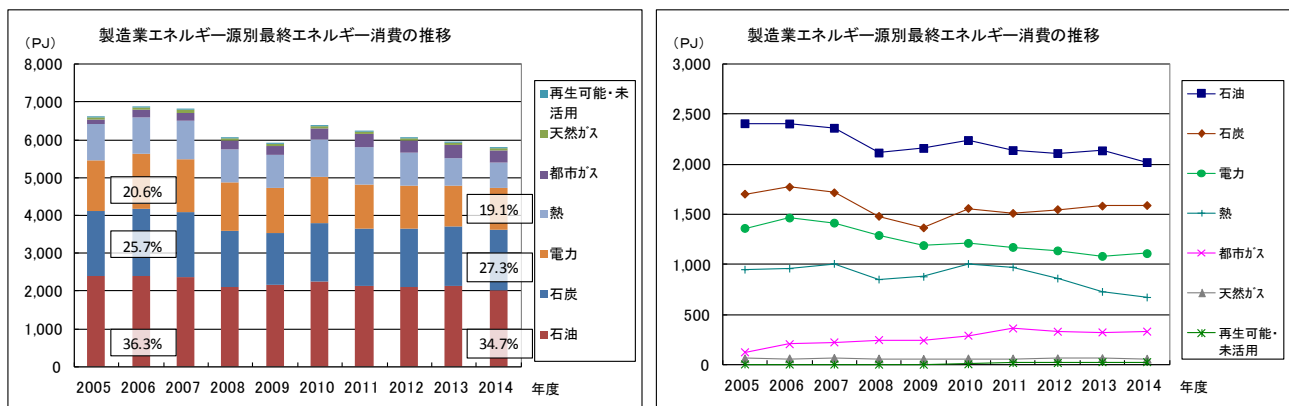 製造業エネルギー源別最終エネルギー消費の推移
(PJ)
8,000
7,000
6,000
5,000
4,000
3,000
2,000
1,000
0
20.6%
25.7%
36.3%
19.1%
27.3%
34.7%
2005 2006 2007 2008 2009 2010 2011 2012 2013 2014 年度
再生可能・未
活用
天然ガス
都市ガス
熱
電力
石炭
石油
製造業エネルギー源別最終エネルギー消費の推移
(PJ)
3,000
2,500
2,000
1,500
1,000
500
0
2005 2006 2007 2008 2009 2010 2011 2012 2013 2014 年度
石油
石炭
電力
熱
都市ガス
天然ガス
再生可能・
未活用